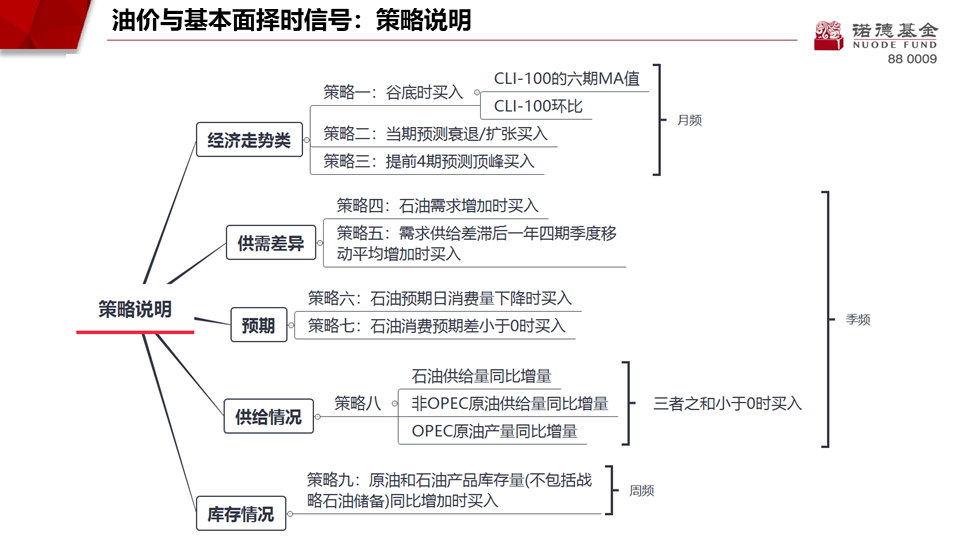 油价与基本面择时信号：策略说明
诺德基金
NUODE FUND
88 0009
策略说明
经济走势类
策略一：谷底时买入
CLI-100的六期MA值
CLI-100环比
策略二：当期预测衰退/扩张买入
策略三：提前4期预测顶峰买入
月频
供需差异
策略四：石油需求增加时买入
策略五：需求供给差滞后一年四期季度移
动平均增加时买入
预期
策略六：石油预期日消费量下降时买入
策略七：石油消费预期差小于0时买入
供给情况
策略八
石油供给量同比增量
非OPEC原油供给量同比增量
OPEC原油产量同比增量
三者之和小于0时买入
季频
库存情况
策略九：原油和石油产品库存量(不包括战
略石油储备)同比增加时买入
周频